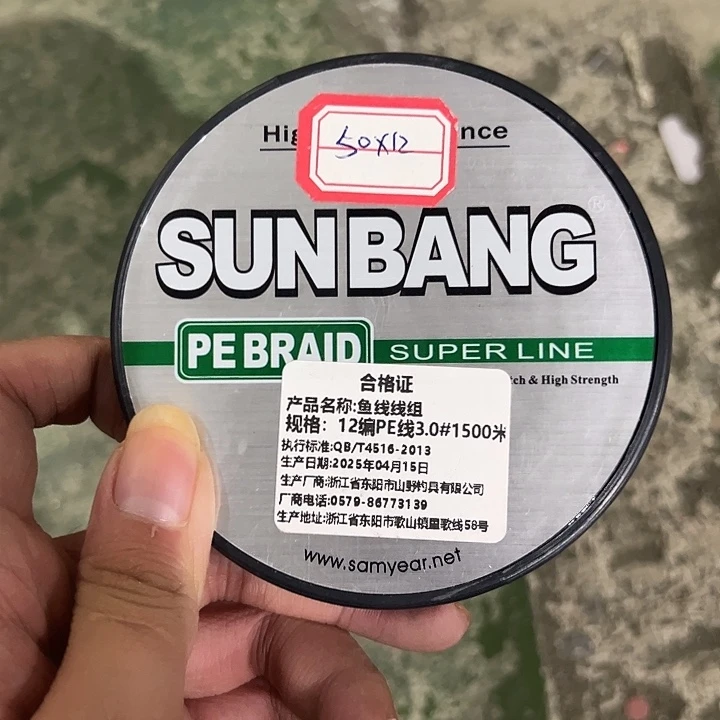 50X12
SUNBANG
®
PE BRAID
SUPER LINE
& High Strength
合格证
产品名称:鱼线线组
规格: 12编PE线3.0#1500米
执行标准:QB/T4516-2013
生产日期:2025年04月15日
生产厂商:浙江省东阳市山野钓具有限公司
厂商电话:0579-86773139
生产地址:浙江省东阳市歌山镇星歌线58号
www.samyear.net